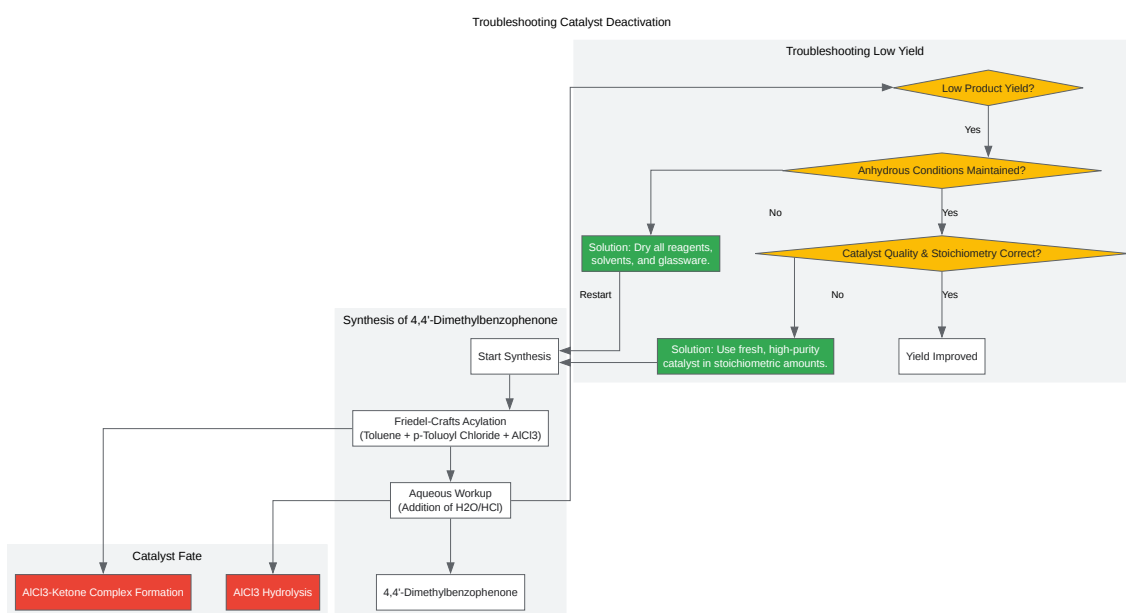 Troubleshooting Catalyst Deactivation
Troubleshooting Low Yield
Low Product Yield?
Yes
Anhydrous Conditions Maintained?
No
Yes
Solution: Dry all reagents,
solvents, and glassware.
Catalyst Quality & Stoichiometry Correct?
Restart
No
Yes
Synthesis of 4,4'-Dimethylbenzophenone
Start Synthesis
Solution: Use fresh, high-purity
catalyst in stoichiometric amounts.
Yield Improved
Friedel-Crafts Acylation
(Toluene + p-Toluoyl Chloride + AlCl3)
Aqueous Workup
(Addition of H2O/HCl)
Catalyst Fate
AlCl3-Ketone Complex Formation
AlCl3 Hydrolysis
4,4'-Dimethylbenzophenone